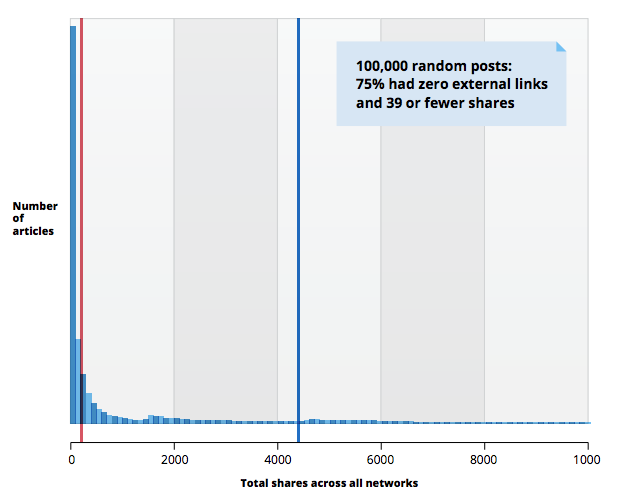 100,000 random posts:
75% had zero external links
and 39 or fewer shares
Number
of
articles
0 2000 4000 6000 8000 1000
Total shares across all networks